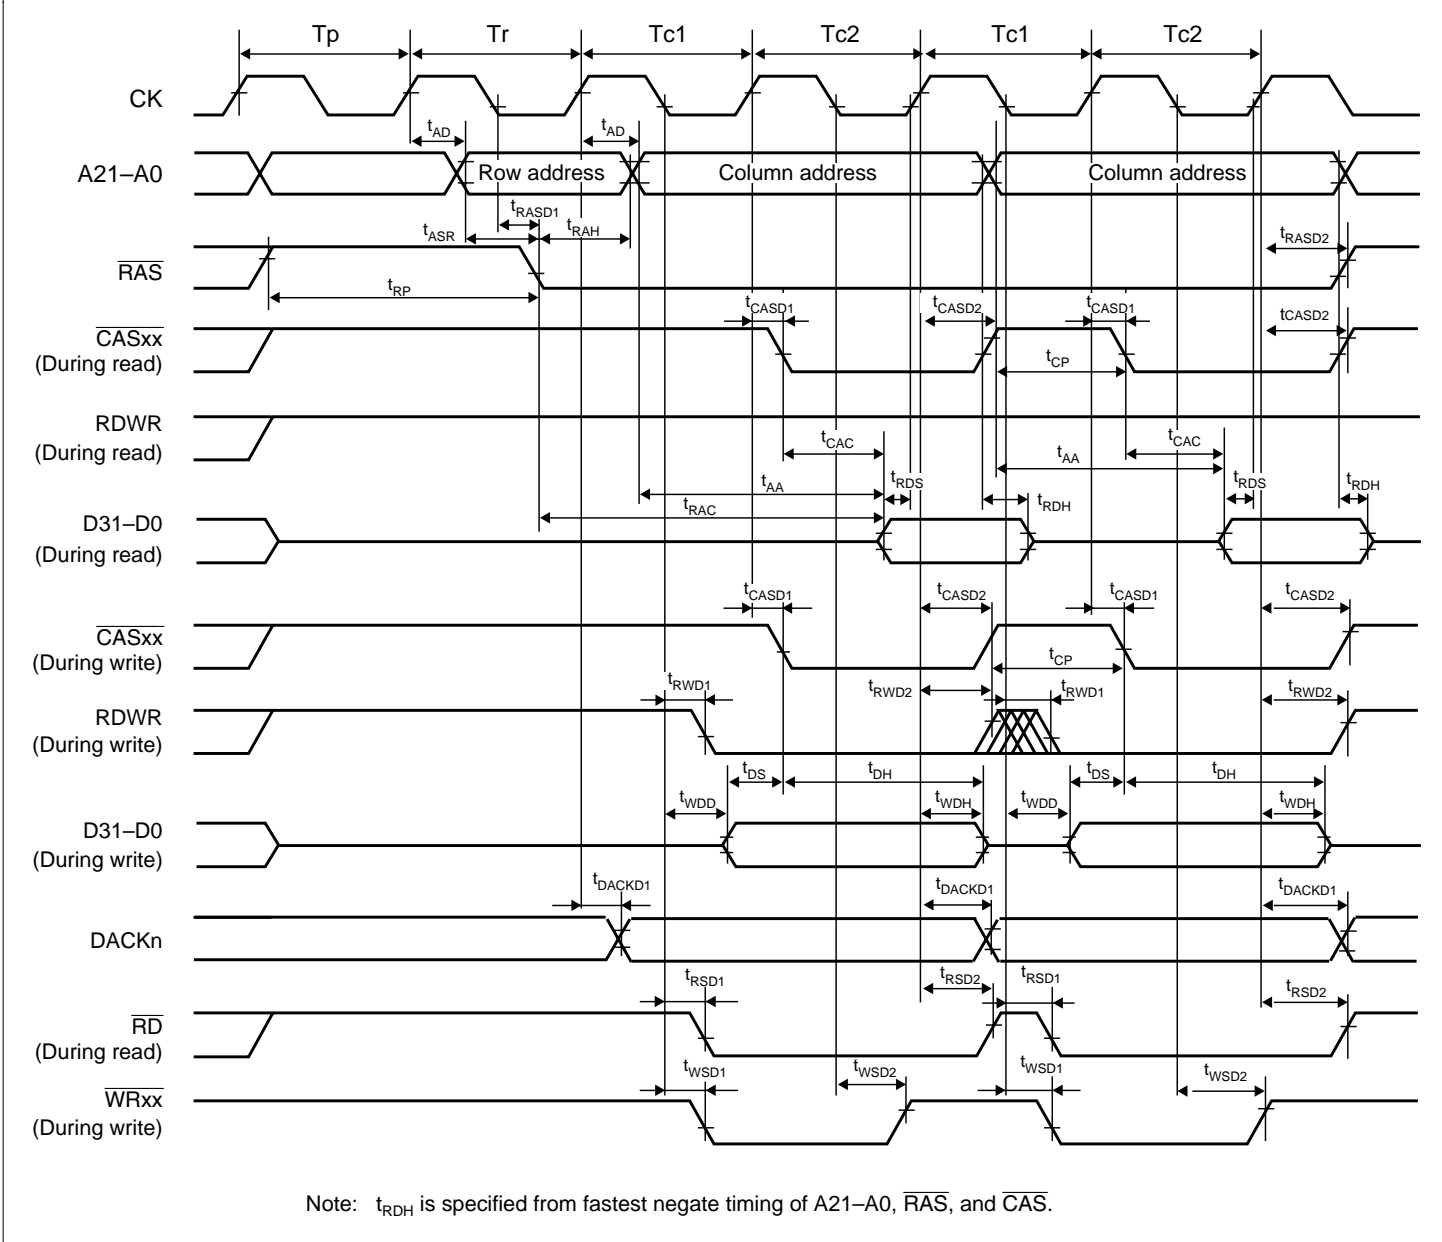 Tp Tr Tc1 Tc2 Tc1 Tc2
CK
tAD tAD
A21–A0 Row address Column address Column address
tRASD1
tASR tRAH tRASD2
RAS
tRP
tCASD1 tCASD2 tCASD1 tCASD2
CASxx
(During read)
tCP
RDWR
(During read)
tCAC tCAC
tAA
tAA tRDS tRDS tRDH
tRAC tRDH
D31–D0
(During read)
tCASD1 tCASD2 tCASD1 tCASD2
CASxx
(During write)
tCP
tRWD1 tRWD2 tRWD1 tRWD2
RDWR
(During write)
tDS tDH tDS tDH
tWDD tWDH tWDD tWDH
D31–D0
(During write)
tDACKD1 tDACKD1 tDACKD1
DACKn
tRSD1 tRSD2 tRSD1 tRSD2
RD
(During read)
tWSD1 tWSD2 tWSD1 tWSD2
WRxx
(During write)
Note: tRDH is specified from fastest negate timing of A21–A0, RAS, and CAS.